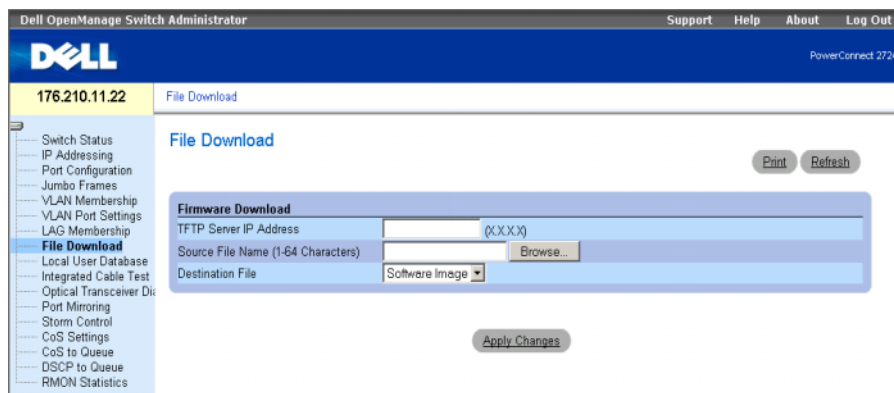 Dell OpenManage Switch Administrator
Support Help About Log Out
DELL
PowerConnect 272
176.210.11.22
File Download
Switch Status
IP Addressing
Port Configuration
Jumbo Frames
VLAN Membership
VLAN Port Settings
LAG Membership
File Download
Local User Database
Integrated Cable Test
Optical Transceiver Dia
Port Mirroring
Storm Control
CoS Settings
CoS to Queue
DSCP to Queue
RMON Statistics
File Download
Print Refresh
Firmware Download
TFTP Server IP Address (X.X.X.X)
Source File Name (1-64 Characters) Browse...
Destination File Software Image
Apply Changes